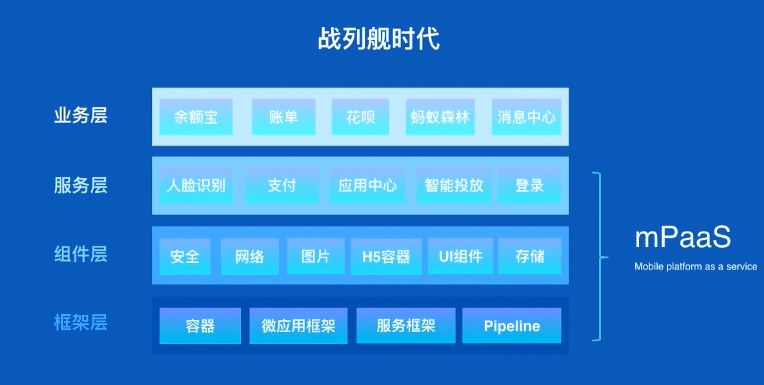 战列舰时代
业务层
余额宝 账单 花呗 蚂蚁森林 消息中心
服务层
人脸识别 支付 应用中心 智能投放 登录
组件层
安全 网络 图片 H5容器 UI组件 存储
mPaaS
Mobile platform as a service
框架层
容器 微应用框架 服务框架 Pipeline